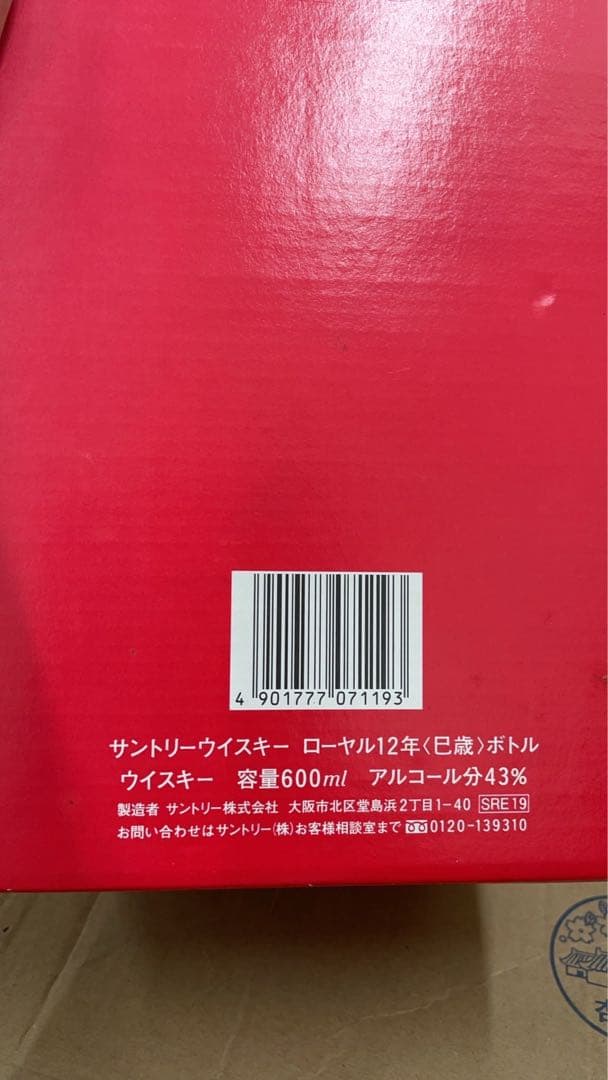 4 901777 071193
サントリーウイスキー ローヤル12年〈巳歳〉ボトル
ウイスキー 容量600ml アルコール分43%
製造者 サントリー株式会社 大阪市北区堂島浜2丁目1-40 SRE19
お問い合わせはサントリー(株)お客様相談室まで 0120-139310